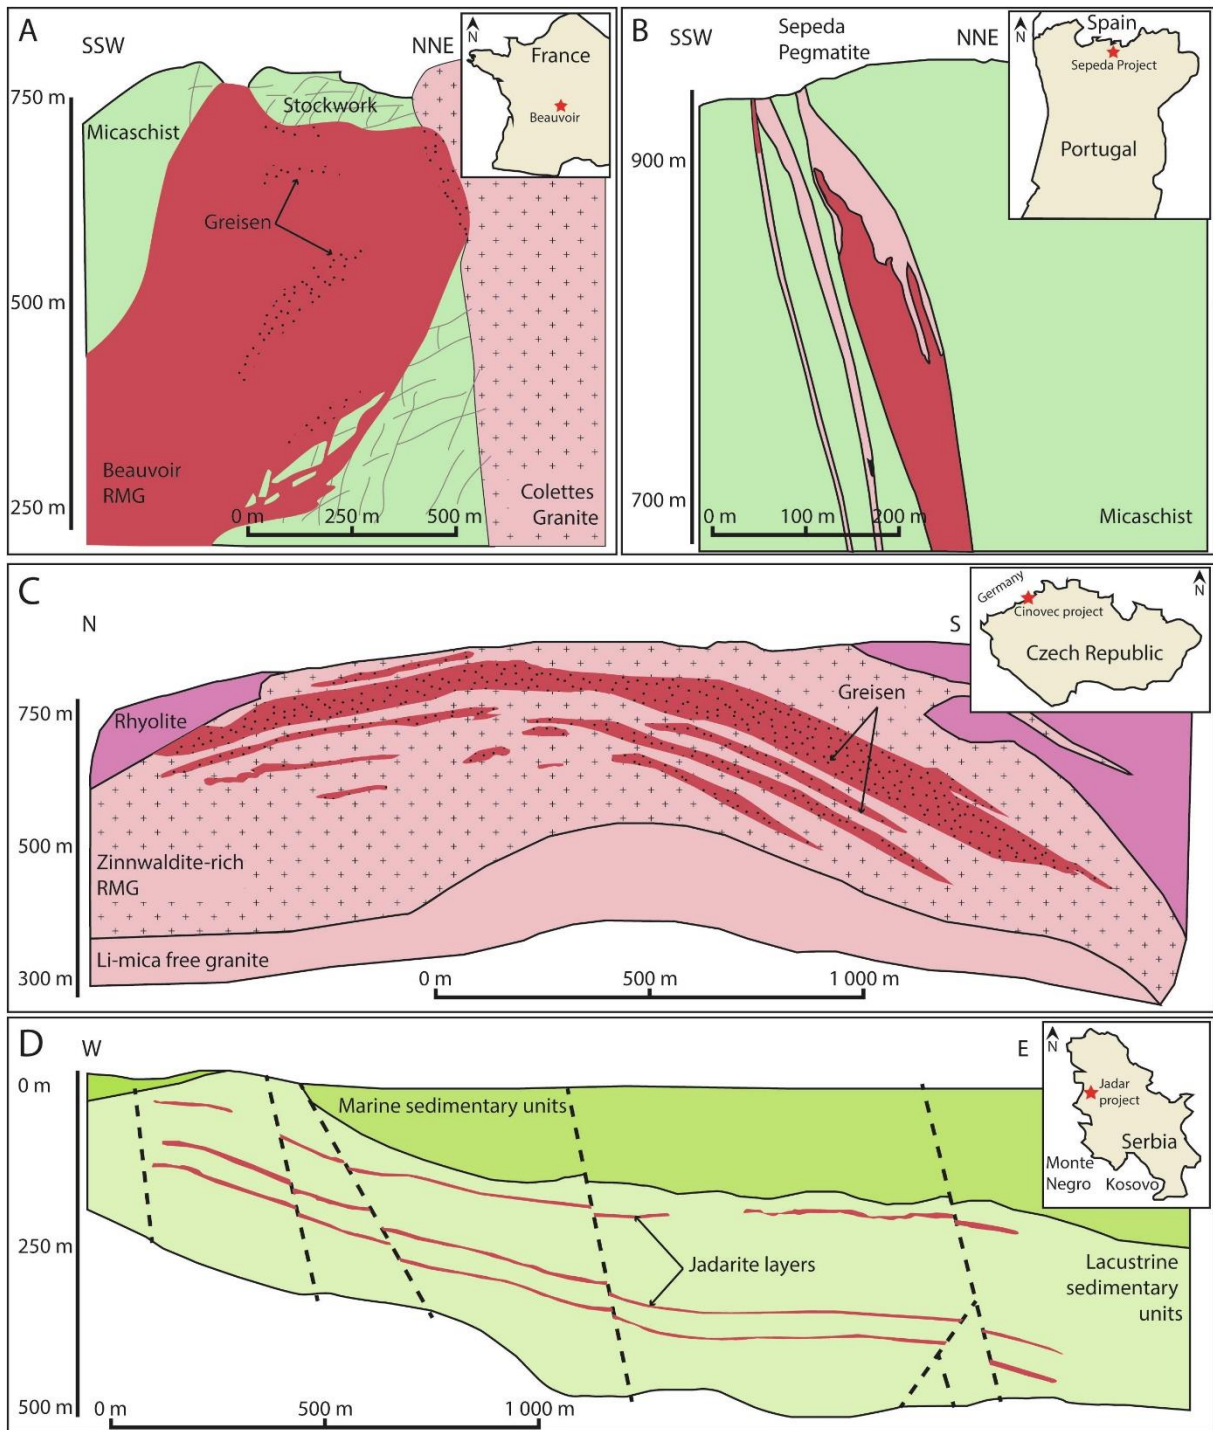 A
SSW
NNE
N
France
Beauvoir
750 m
Stockwork
Micaschist
Greisen
500 m
Beauvoir
RMG
Colettes
Granite
250 m
0 m
250 m
500 m
B
SSW
Sepeda
Pegmatite
NNE
N
Spain
Sepeda Project
Portugal
900 m
700 m
0 m
100 m
200 m
Micaschist
C
N
S
N
Germany
Cinovec project
Czech Republic
750 m
Rhyolite
Greisen
500 m
Zinnwaldite-rich
RMG
Li-mica free granite
300 m
0 m
500 m
1 000 m
D
W
E
N
Jadar
project
Serbia
Monte
Negro
Kosovo
0 m
Marine sedimentary units
250 m
Jadarite layers
Lacustrine
sedimentary
units
500 m
0 m
500 m
1 000 m